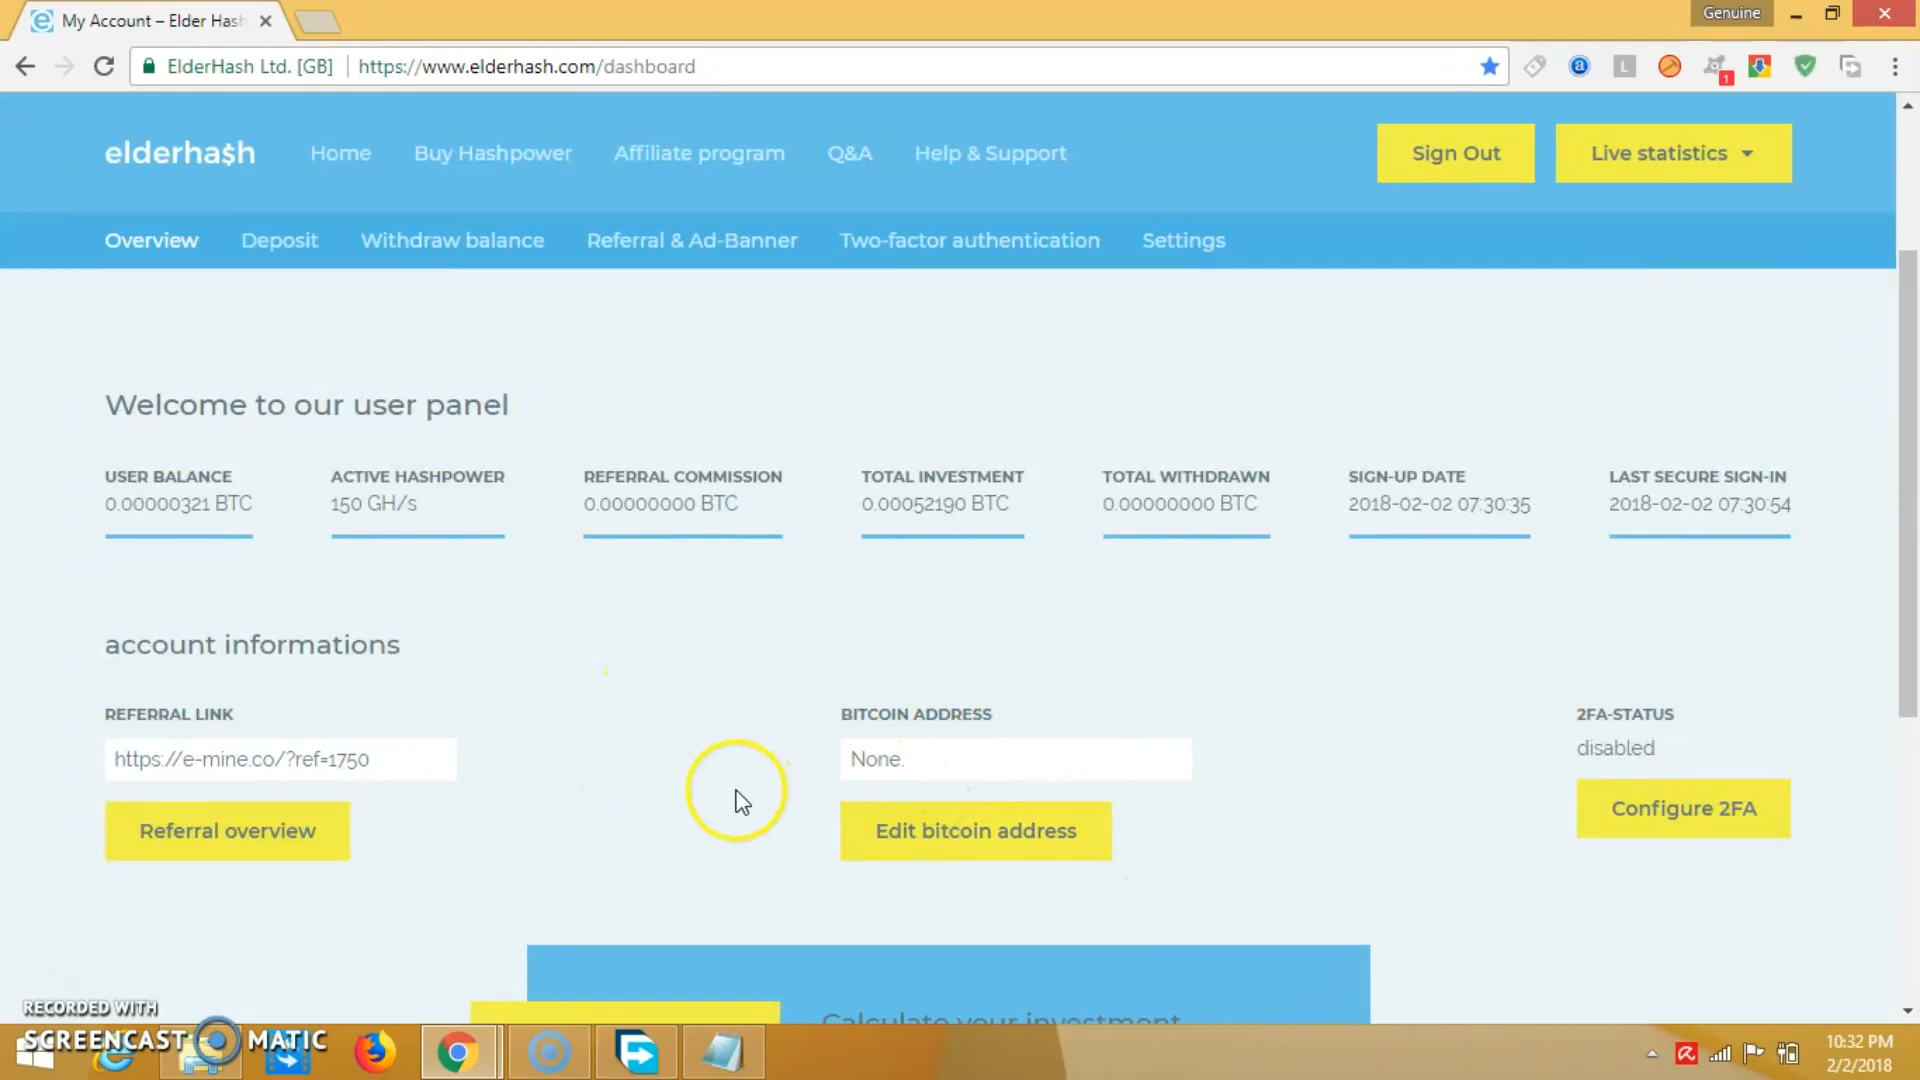 My Account – Elder Hash
Genuine
ElderHash Ltd. [GB]
https://www.elderhash.com/dashboard
L
1
elderha$h
Home
Buy Hashpower
Affiliate program
Q&A
Help & Support
Sign Out
Live statistics
Overview
Deposit
Withdraw balance
Referral & Ad-Banner
Two-factor authentication
Settings
Welcome to our user panel
USER BALANCE
0.00000321 BTC
ACTIVE HASHPOWER
150 GH/s
REFERRAL COMMISSION
0.00000000 BTC
TOTAL INVESTMENT
0.00052190 BTC
TOTAL WITHDRAWN
0.00000000 BTC
SIGN-UP DATE
2018-02-02 07:30:35
LAST SECURE SIGN-IN
2018-02-02 07:30:54
account informations
REFERRAL LINK
https://e-mine.co/?ref=1750
Referral overview
BITCOIN ADDRESS
None.
Edit bitcoin address
2FA-STATUS
disabled
Configure 2FA
Calculate your investment
RECORDED WITH
SCREENCAST MATIC
10:32 PM
2/2/2018